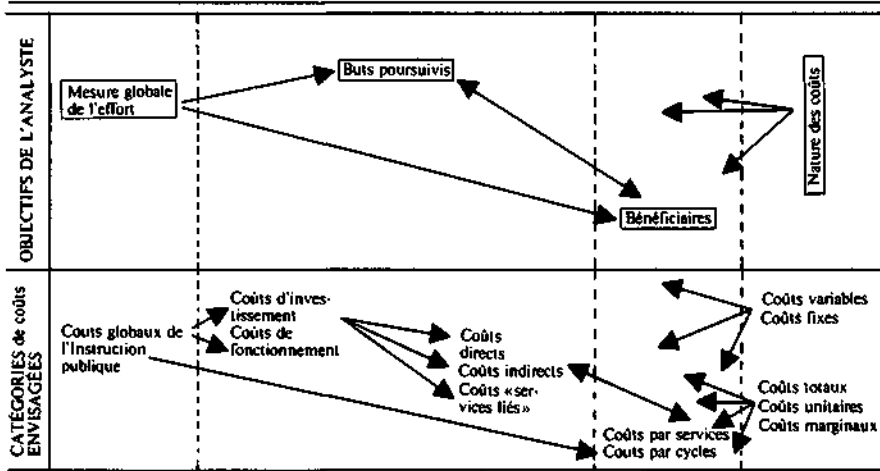 OBJECTIFS DE L'ANALYSTE
Mesure globale
de l'effort
Buts poursuivis
Bénéficiaires
Nature des coûts
CATÉGORIES de coûts
ENVISAGÉES
Couts globaux de
l'Instruction
publique
Coûts d'inves-
tissement
Coûts de
fonctionnement
Coûts
directs
Coûts indirects
Coûts «ser-
vices liés»
Coûts par services
Couts par cycles
Coûts variables
Coûts fixes
Coûts totaux
Coûts unitaires
Coûts marginaux